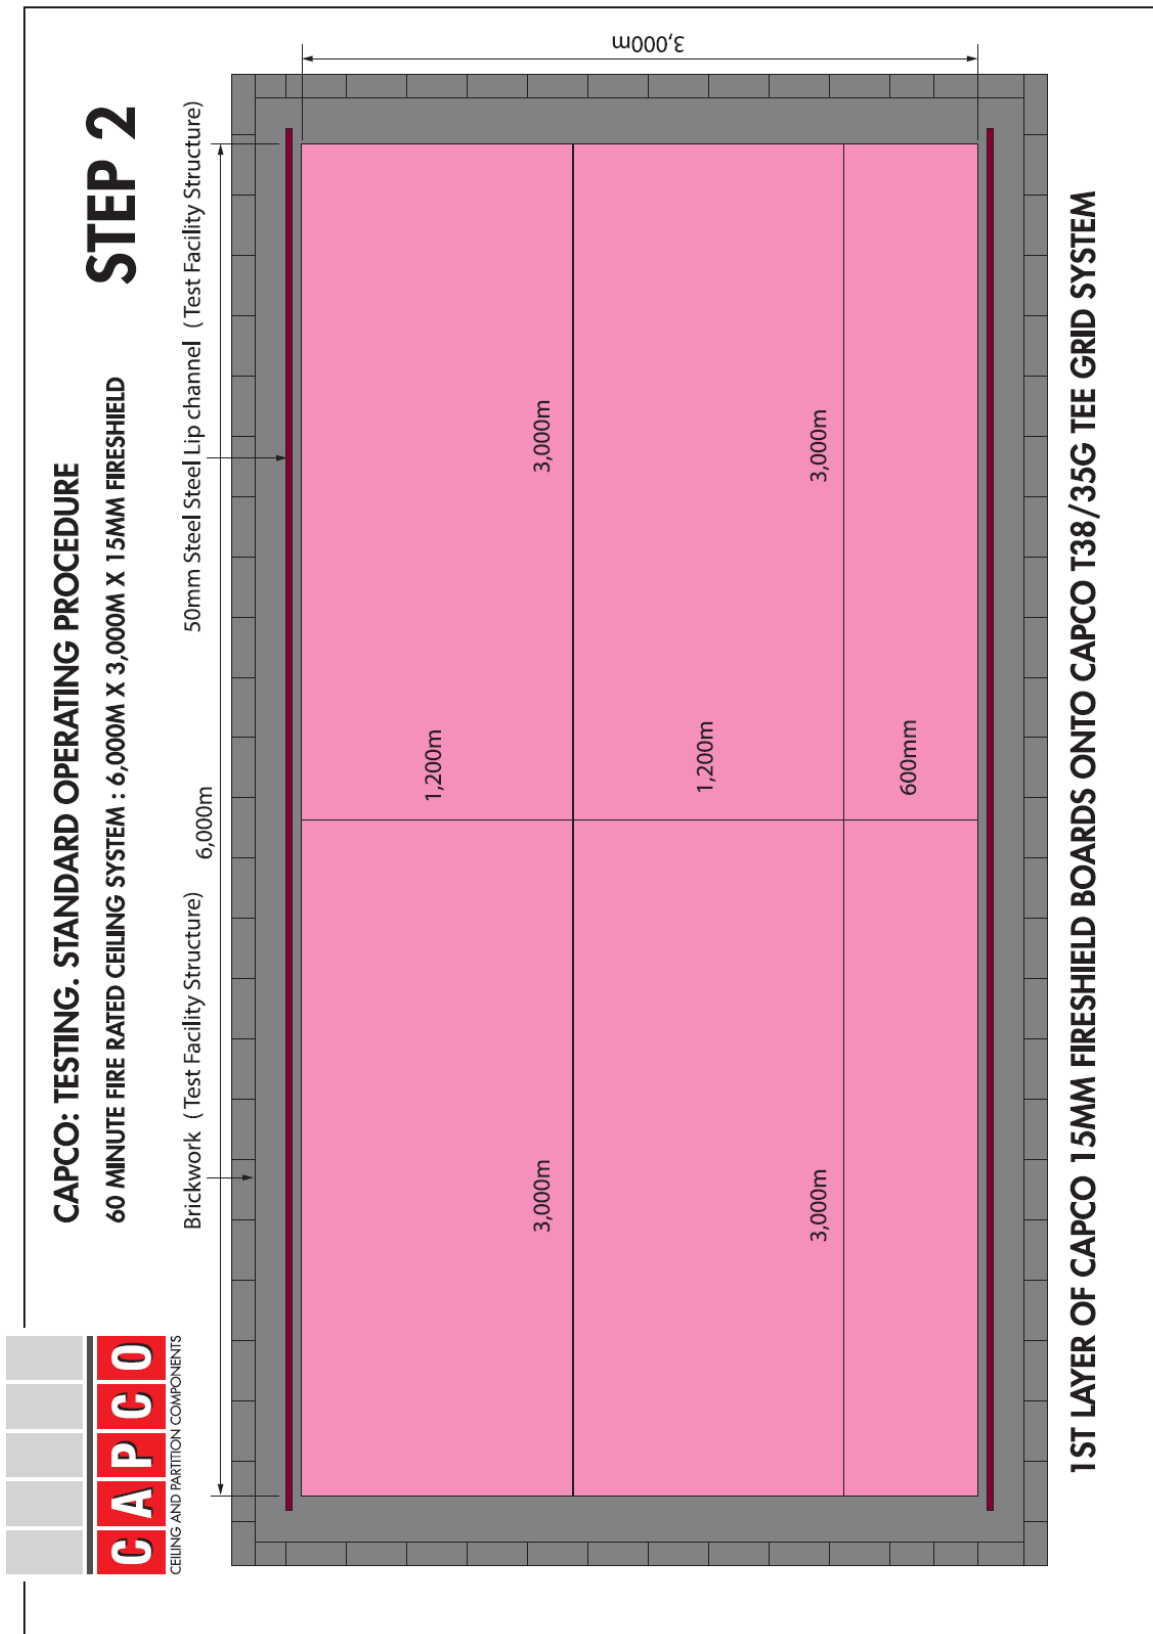 CAPCO
CEILING AND PARTITION COMPONENTS
CAPCO: TESTING. STANDARD OPERATING PROCEDURE
60 MINUTE FIRE RATED CEILING SYSTEM : 6,000M X 3,000M X 15MM FIRESHIELD
STEP 2
Brickwork ( Test Facility Structure)
50mm Steel Steel Lip channel ( Test Facility Structure)
6,000m
3,000m
1,200m
3,000m
3,000m
1,200m
3,000m
3,000m
600mm
1ST LAYER OF CAPCO 15MM FIRESHIELD BOARDS ONTO CAPCO T38/35G TEE GRID SYSTEM